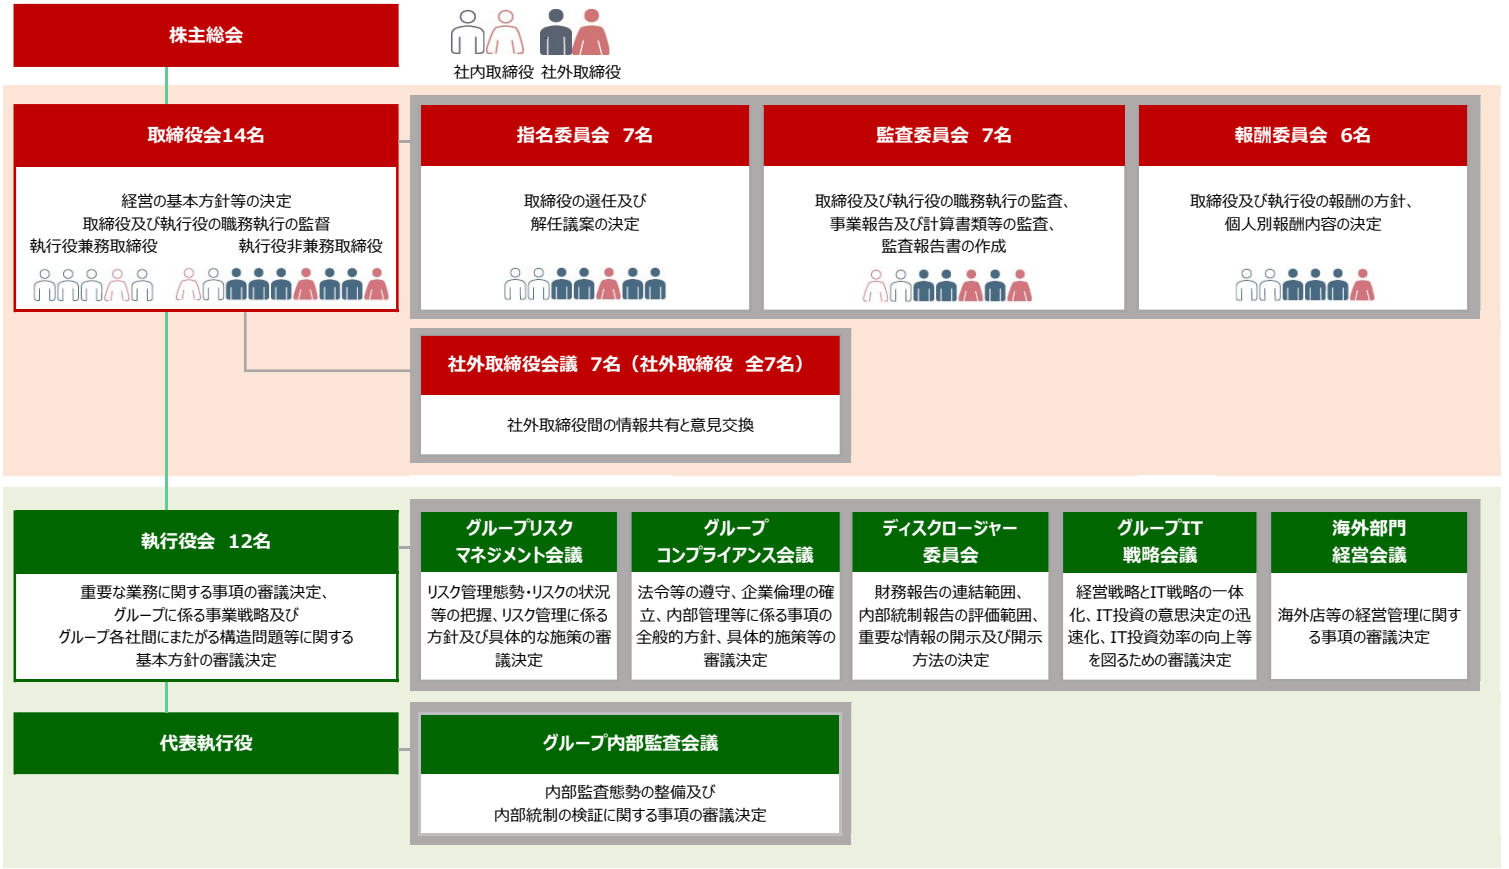 株主総会
社内取締役 社外取締役
取締役会14名
経営の基本方針等の決定
取締役及び執行役の職務執行の監督
執行役兼務取締役
執行役非兼務取締役
指名委員会 7名
取締役の選任及び
解任議案の決定
監査委員会 7名
取締役及び執行役の職務執行の監査、
事業報告及び計算書類等の監査、
監査報告書の作成
報酬委員会 6名
取締役及び執行役の報酬の方針、
個人別報酬内容の決定
社外取締役会議 7名（社外取締役 全7名）
社外取締役間の情報共有と意見交換
執行役会 12名
重要な業務に関する事項の審議決定、
グループに係る事業戦略及び
グループ各社間にまたがる構造問題等に関する
基本方針の審議決定
グループリスク
マネジメント会議
リスク管理態勢・リスクの状況
等の把握、リスク管理に係る
方針及び具体的な施策の審
議決定
グループ
コンプライアンス会議
法令等の遵守、企業倫理の確
立、内部管理等に係る事項の
全般的方針、具体的施策等の
審議決定
ディスクロージャー
委員会
財務報告の連結範囲、
内部統制報告の評価範囲、
重要な情報の開示及び開示
方法の決定
グループIT
戦略会議
経営戦略とIT戦略の一体
化、IT投資の意思決定の迅
速化、IT投資効率の向上等
を図るための審議決定
海外部門
経営会議
海外店等の経営管理に関す
る事項の審議決定
代表執行役
グループ内部監査会議
内部監査態勢の整備及び
内部統制の検証に関する事項の審議決定